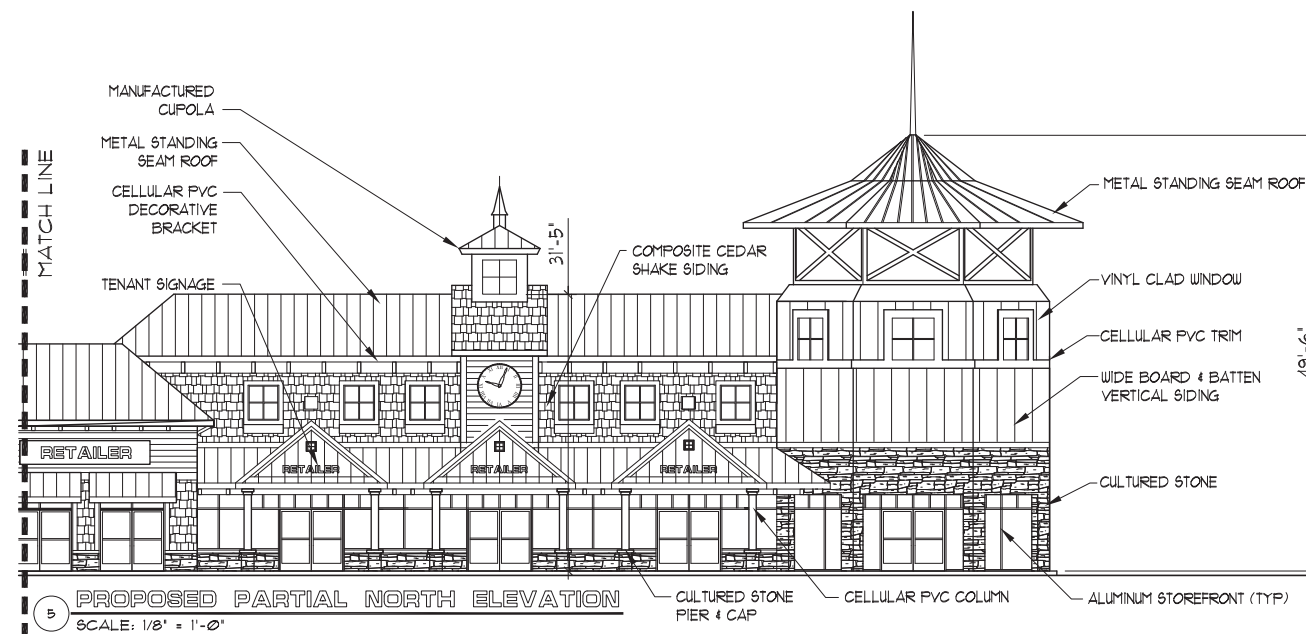 MANUFACTURED
CUPOLA
METAL STANDING
SEAM ROOF
CELLULAR PVC
DECORATIVE
BRACKET
TENANT SIGNAGE
MATCH LINE
31'-5"
COMPOSITE CEDAR
SHAKE SIDING
METAL STANDING SEAM ROOF
VINYL CLAD WINDOW
CELLULAR PVC TRIM
49'-6"
WIDE BOARD & BATTEN
VERTICAL SIDING
CULTURED STONE
RETAILER
RETAILER
RETAILER
RETAILER
CULTURED STONE
PIER & CAP
CELLULAR PVC COLUMN
ALUMINUM STOREFRONT (TYP)
5
PROPOSED PARTIAL NORTH ELEVATION
SCALE: 1/8" = 1'-0"